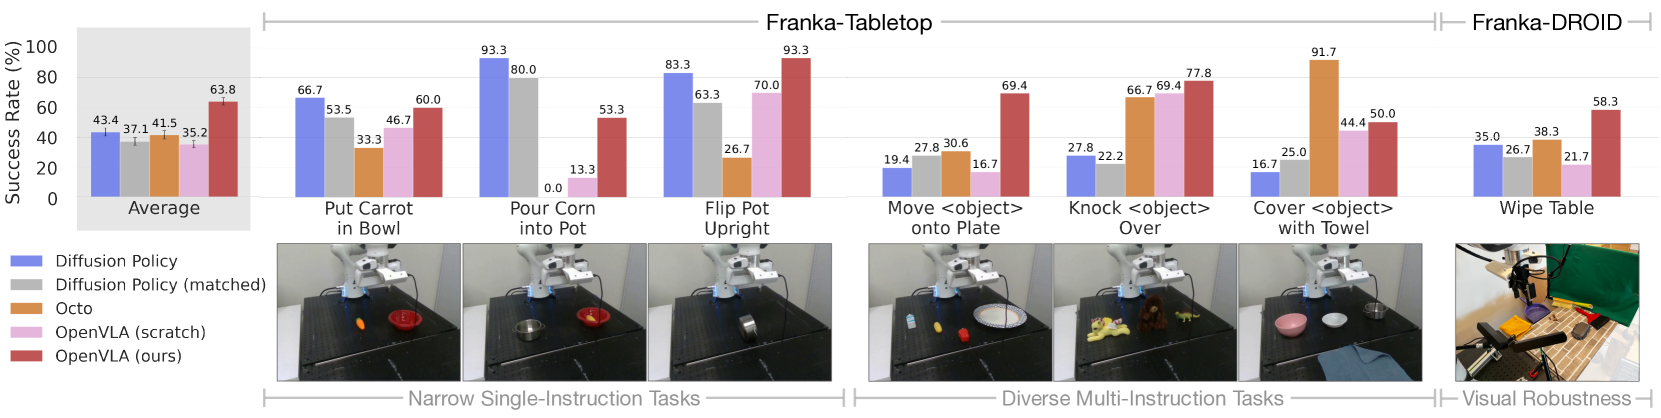 Franka-Tabletop
Franka-DROID
Success Rate (%)
100
80
60
40
20
0
43.4
37.1
41.5
35.2
63.8
Average
66.7
53.5
33.3
46.7
60.0
Put Carrot
in Bowl
93.3
80.0
0.0
13.3
53.3
Pour Corn
into Pot
83.3
63.3
26.7
70.0
93.3
Flip Pot
Upright
19.4
27.8
30.6
16.7
69.4
Move <object>
onto Plate
27.8
22.2
66.7
69.4
77.8
Knock <object>
Over
16.7
25.0
91.7
44.4
50.0
Cover <object>
with Towel
35.0
26.7
38.3
21.7
58.3
Wipe Table
Diffusion Policy
Diffusion Policy (matched)
Octo
OpenVLA (scratch)
OpenVLA (ours)
Narrow Single-Instruction Tasks
Diverse Multi-Instruction Tasks
Visual Robustness